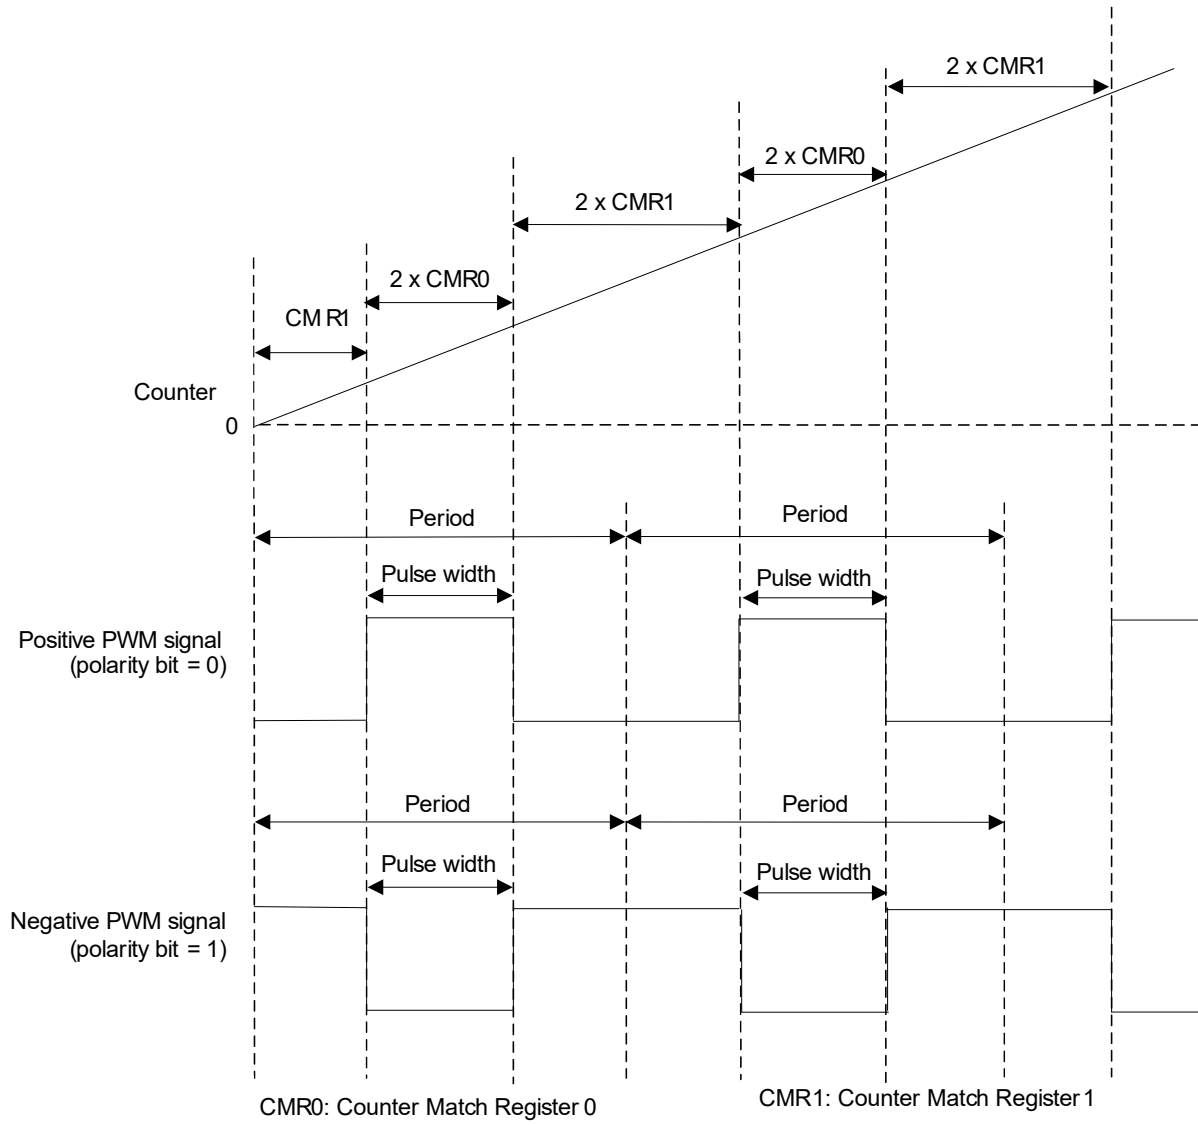 2 x CMR1
2 x CMR0
2 x CMR1
2 x CMR0
CMR1
Counter
0
Period
Period
Pulse width
Pulse width
Positive PWM signal
(polarity bit = 0)
Period
Period
Pulse width
Pulse width
Negative PWM signal
(polarity bit = 1)
CMR0: Counter Match Register 0
CMR1: Counter Match Register 1